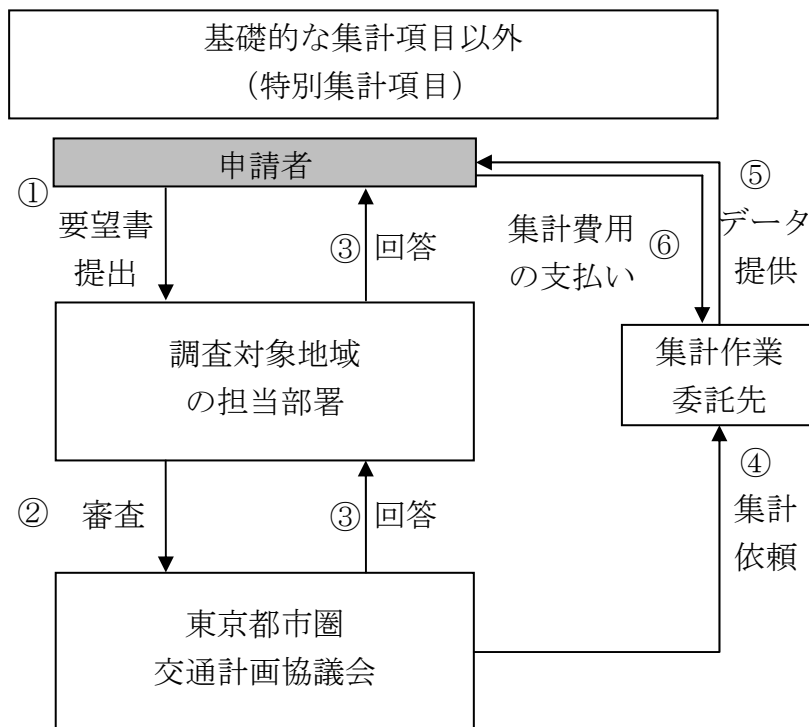 基礎的な集計項目以外
（特別集計項目）
申請者
①
要望書
提出
③ 回答
集計費用
の支払い
⑥
⑤
データ
提供
調査対象地域
の担当部署
集計作業
委託先
② 審査
③ 回答
④
集計
依頼
東京都市圏
交通計画協議会